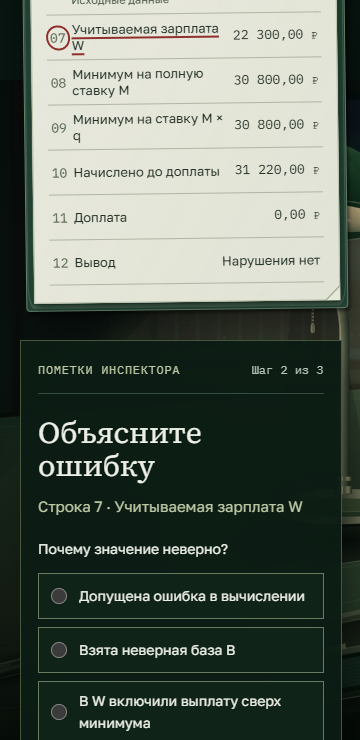 Исходные данные
07 Учитываемая зарплата W 22 300,00 ₽
08 Минимум на полную ставку M 30 800,00 ₽
09 Минимум на ставку M × q 30 800,00 ₽
10 Начислено до доплаты 31 220,00 ₽
11 Доплата 0,00 ₽
12 Вывод Нарушения нет
ПОМЕТКИ ИНСПЕКТОРА Шаг 2 из 3
Объясните
ошибку
Строка 7 · Учитываемая зарплата W
Почему значение неверно?
Допущена ошибка в вычислении
Взята неверная база B
В W включили выплату сверх
минимума